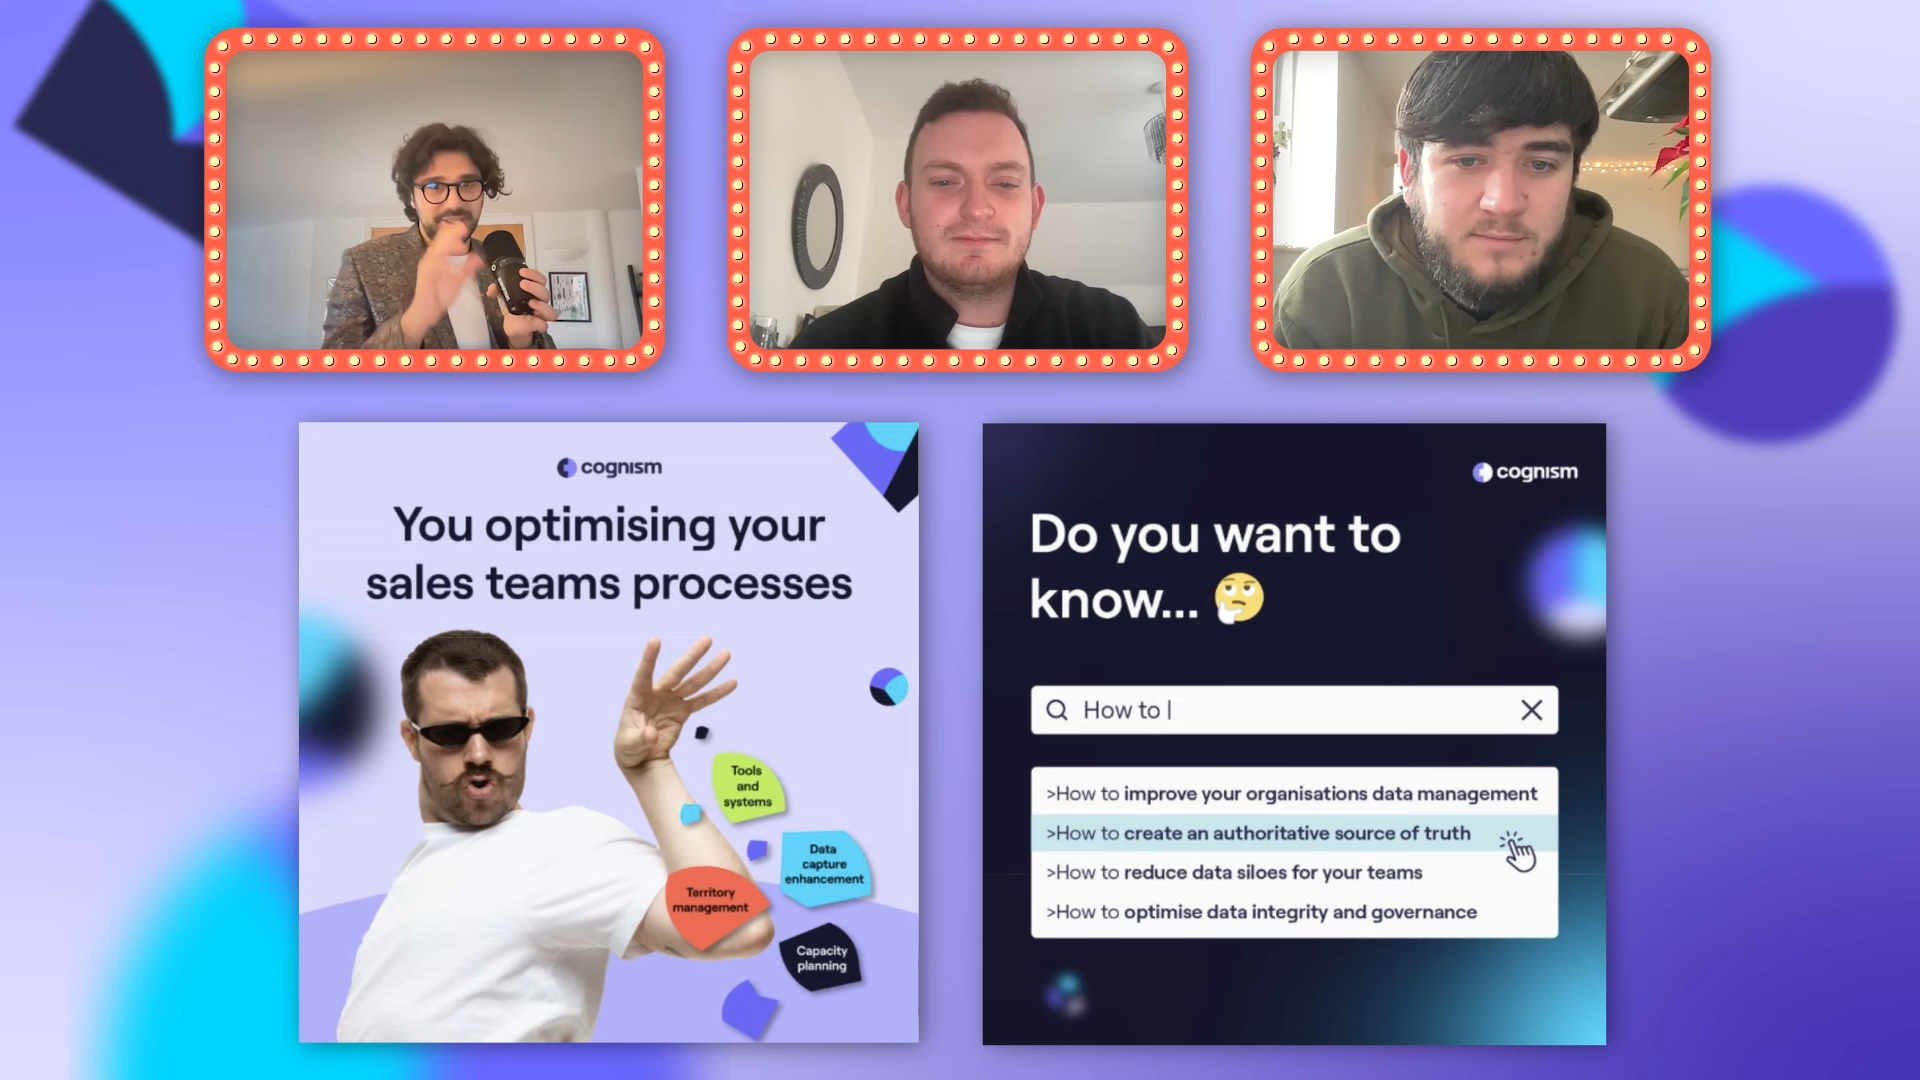 cognism
You optimising your
sales teams processes
Tools
and
systems
Data
capture
enhancement
Territory
management
Capacity
planning
cognism
Do you want to
know...
How to |
>How to improve your organisations data management
>How to create an authoritative source of truth
>How to reduce data siloes for your teams
>How to optimise data integrity and governance